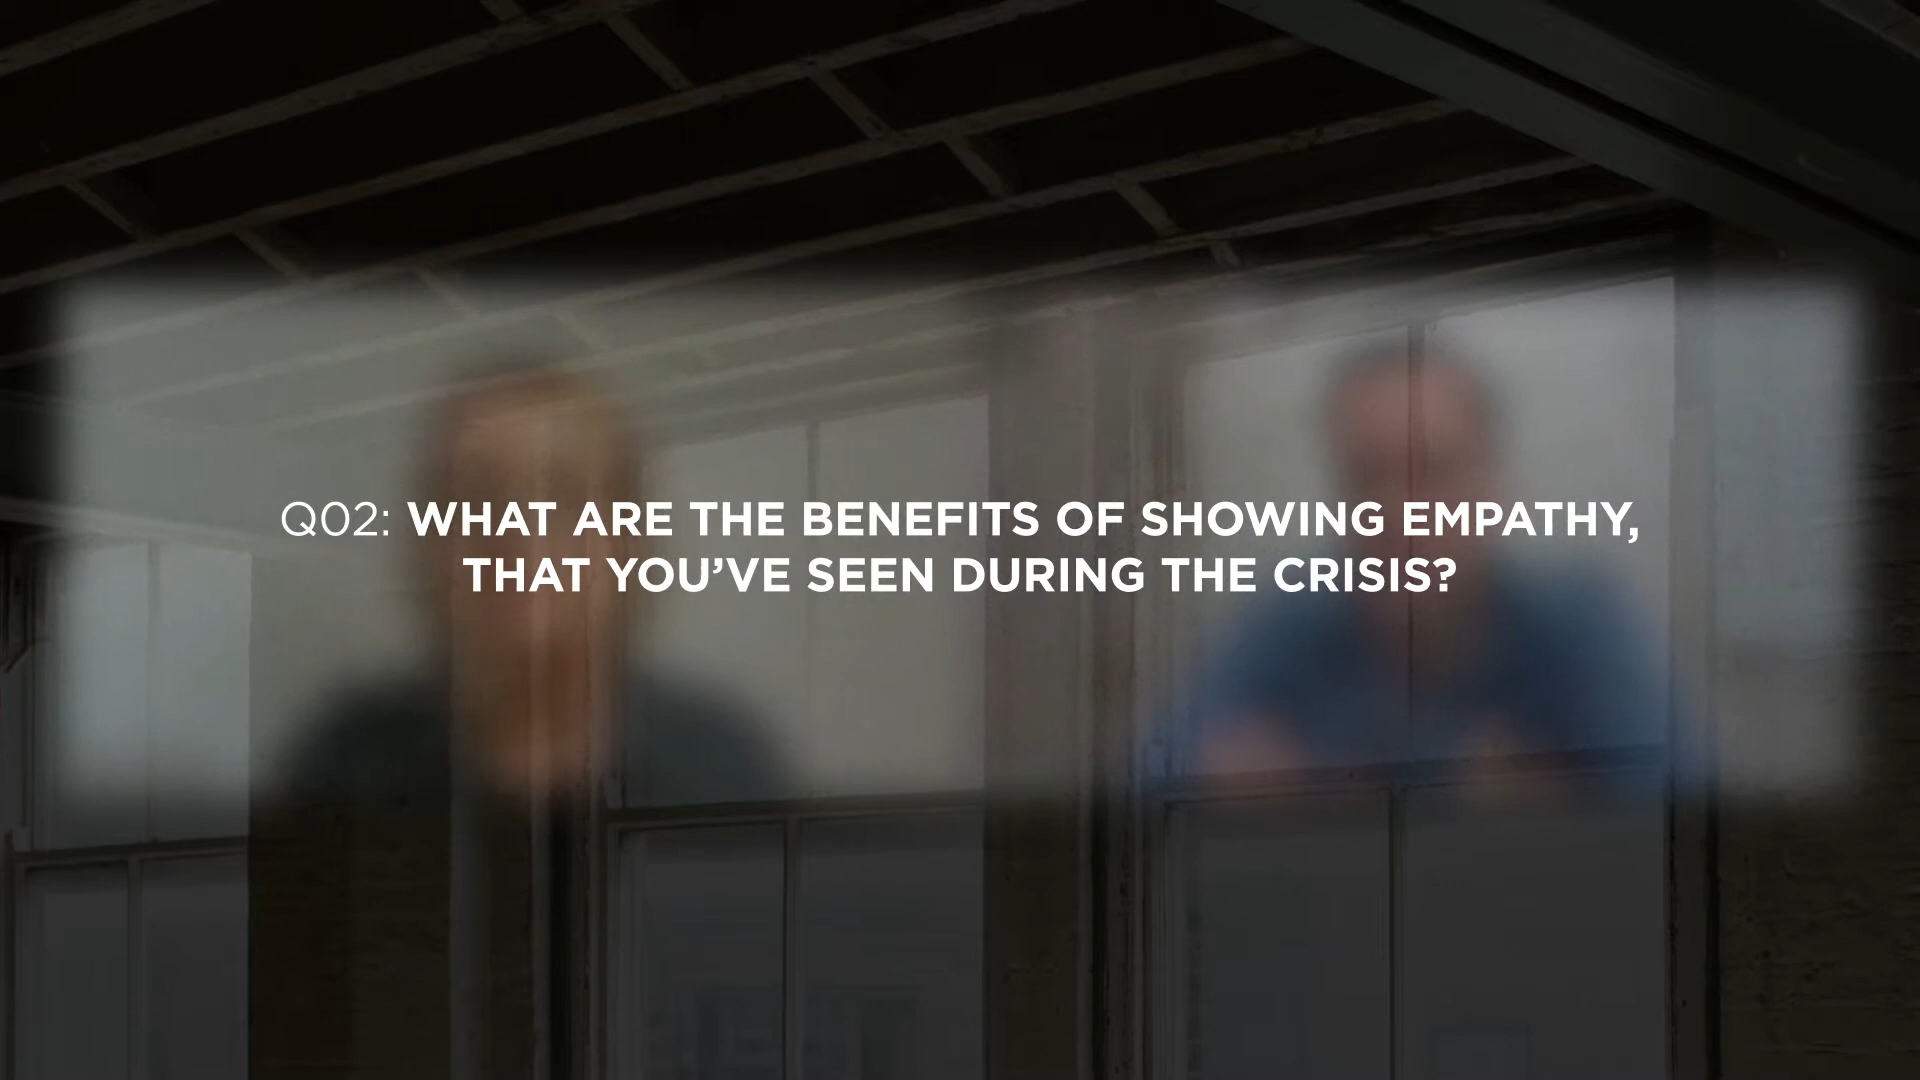 Q02: WHAT ARE THE BENEFITS OF SHOWING EMPATHY,
THAT YOU’VE SEEN DURING THE CRISIS?